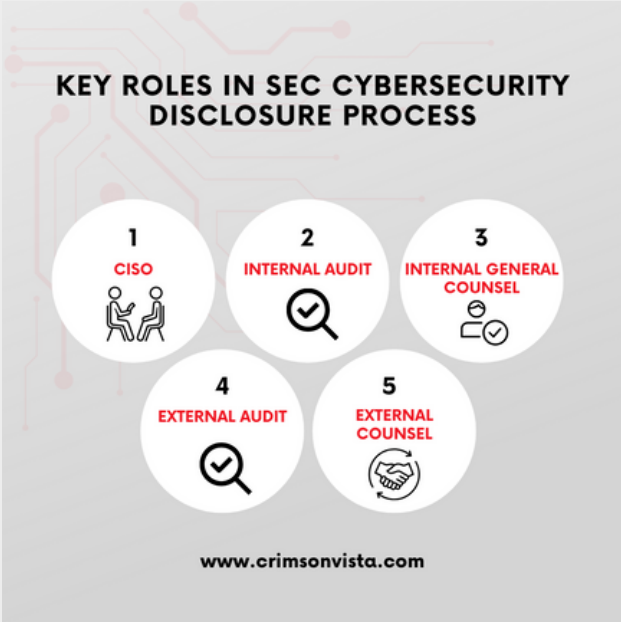 KEY ROLES IN SEC CYBERSECURITY
DISCLOSURE PROCESS
1
CISO
2
INTERNAL AUDIT
3
INTERNAL GENERAL
COUNSEL
4
EXTERNAL AUDIT
5
EXTERNAL
COUNSEL
www.crimsonvista.com